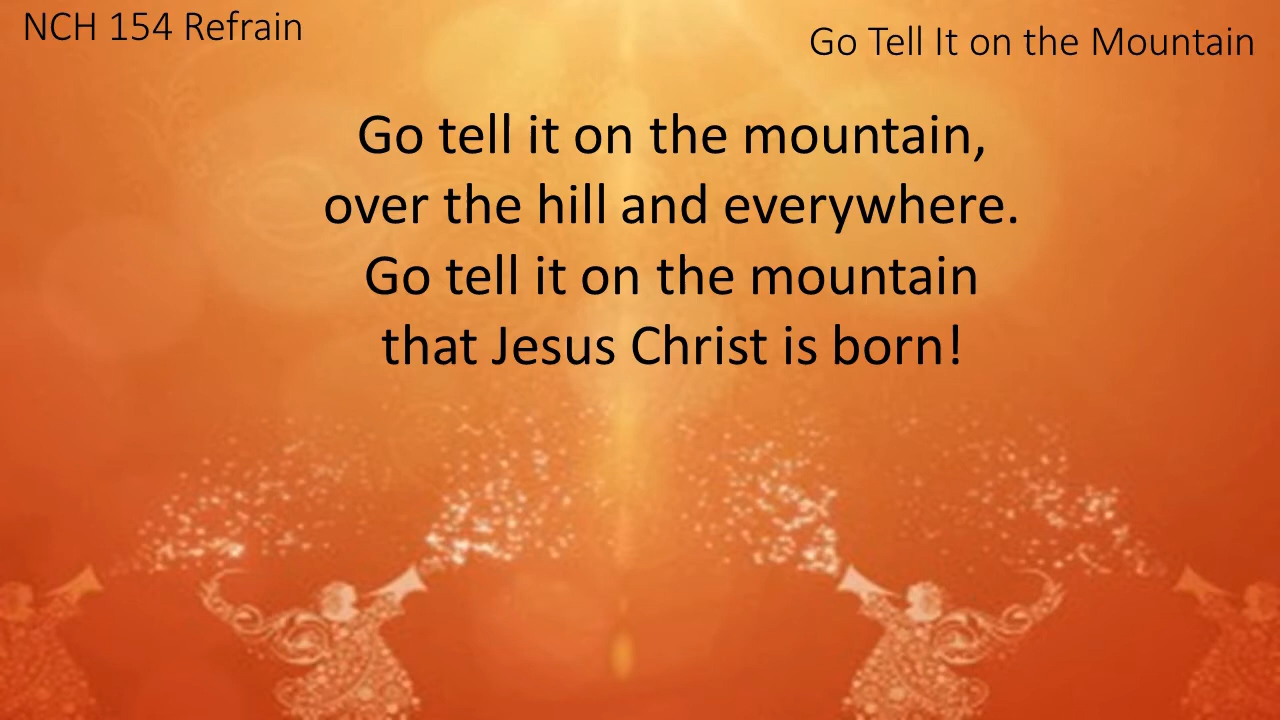 NCH 154 Refrain
Go Tell It on the Mountain
Go tell it on the mountain,
over the hill and everywhere.
Go tell it on the mountain
that Jesus Christ is born!